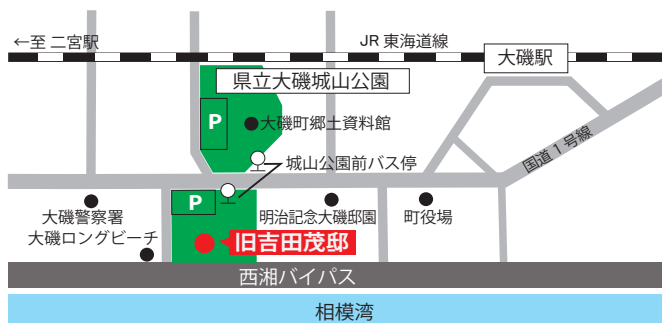 ←至 二宮駅
JR 東海道線
大磯駅
県立大磯城山公園
P
大磯町郷土資料館
国道1号線
城山公園前バス停
P
大磯警察署
明治記念大磯邸園
町役場
大磯ロングビーチ
旧吉田茂邸
西湘バイパス
相模湾